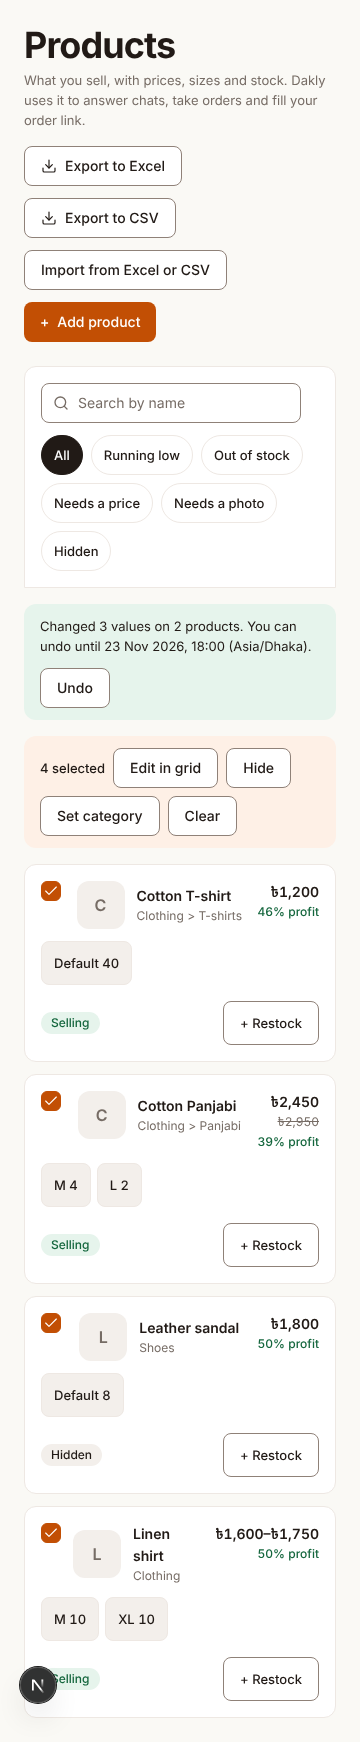 Products
What you sell, with prices, sizes and stock. Dakly
uses it to answer chats, take orders and fill your
order link.
Export to Excel
Export to CSV
Import from Excel or CSV
+ Add product
Search by name
All
Running low
Out of stock
Needs a price
Needs a photo
Hidden
Changed 3 values on 2 products. You can
undo until 23 Nov 2026, 18:00 (Asia/Dhaka).
Undo
4 selected
Edit in grid
Hide
Set category
Clear
C
Cotton T-shirt
৳1,200
Clothing > T-shirts
46% profit
Default 40
Selling
+ Restock
C
Cotton Panjabi
৳2,450
Clothing > Panjabi
৳2,950
39% profit
M 4
L 2
Selling
+ Restock
L
Leather sandal
৳1,800
Shoes
50% profit
Default 8
Hidden
+ Restock
L
Linen
shirt
৳1,600–৳1,750
Clothing
50% profit
M 10
XL 10
Selling
+ Restock
N